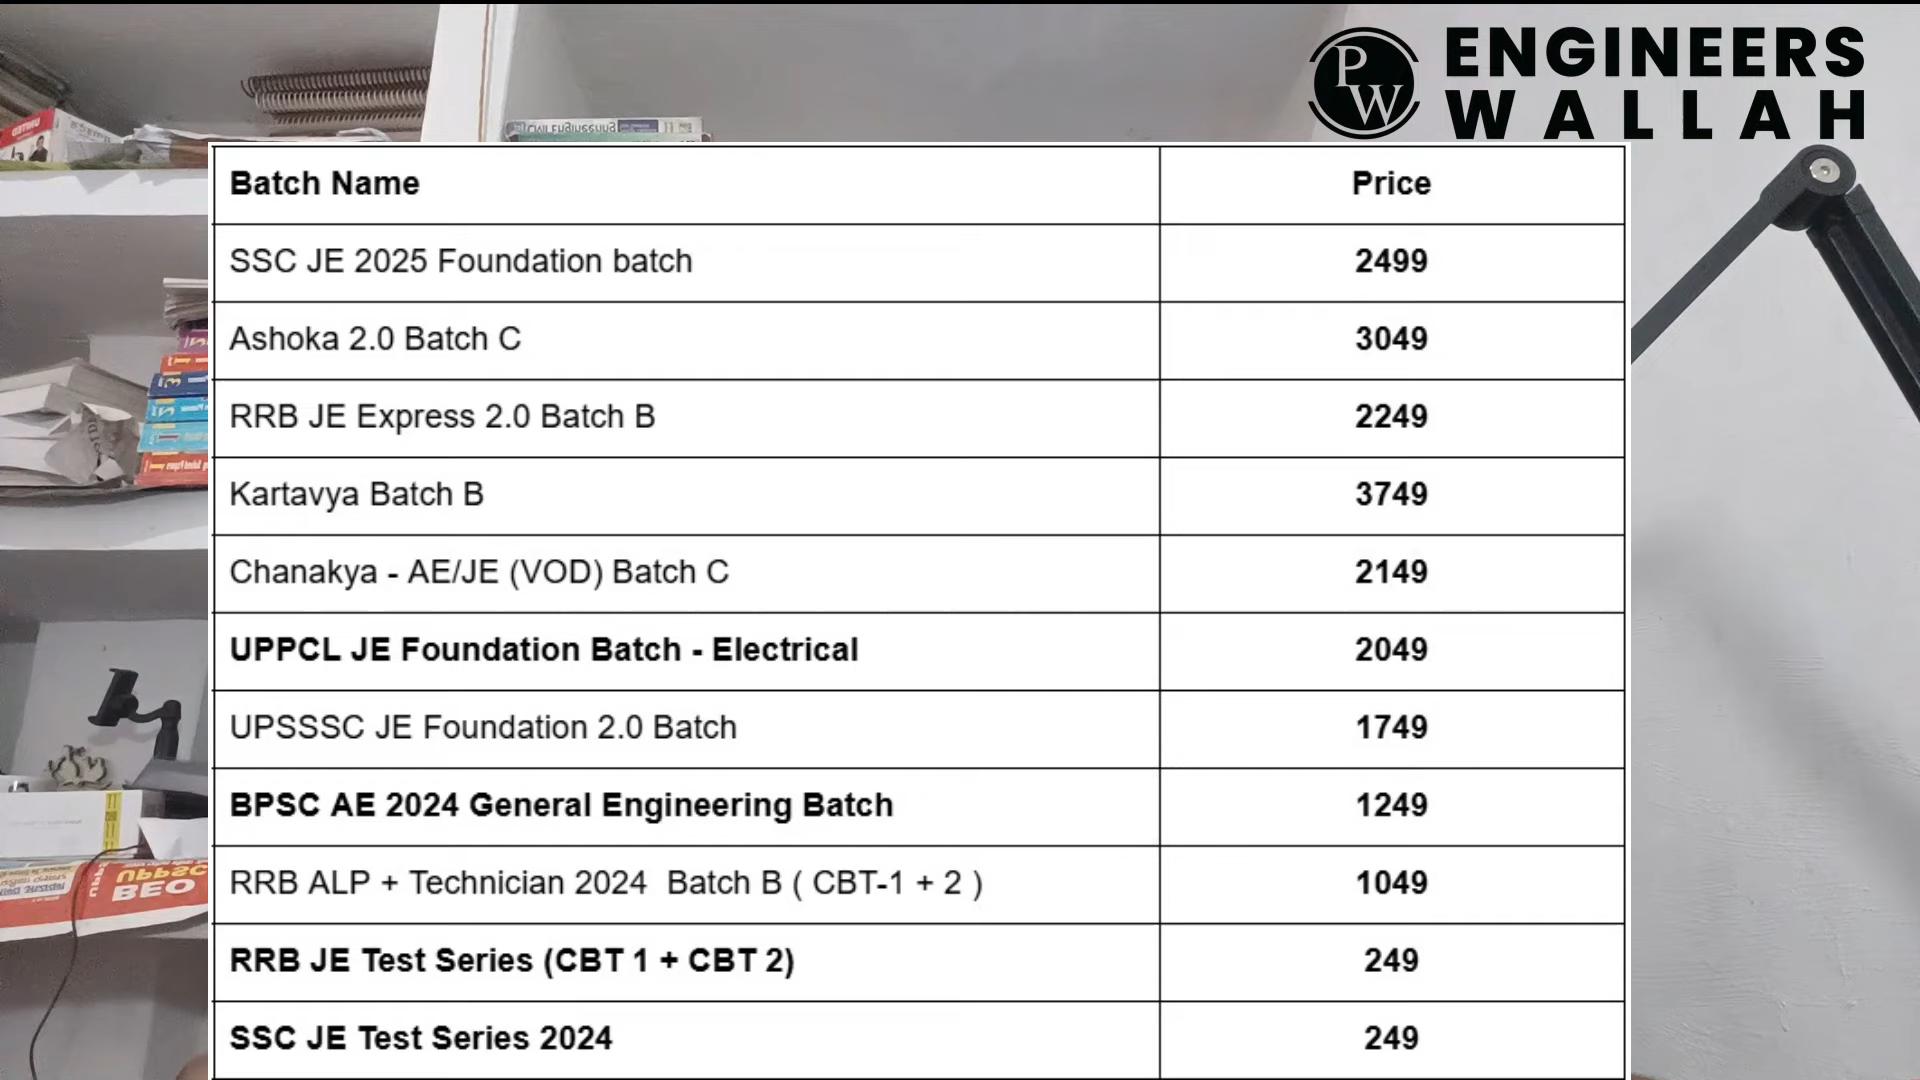 PW ENGINEERS
WALLAH
Civil Engineering
Batch Name Price
SSC JE 2025 Foundation batch 2499
Ashoka 2.0 Batch C 3049
RRB JE Express 2.0 Batch B 2249
Kartavya Batch B 3749
Chanakya - AE/JE (VOD) Batch C 2149
UPPCL JE Foundation Batch - Electrical 2049
UPSSSC JE Foundation 2.0 Batch 1749
BPSC AE 2024 General Engineering Batch 1249
RRB ALP + Technician 2024 Batch B ( CBT-1 + 2 ) 1049
RRB JE Test Series (CBT 1 + CBT 2) 249
SSC JE Test Series 2024 249
UPPSC
BEO